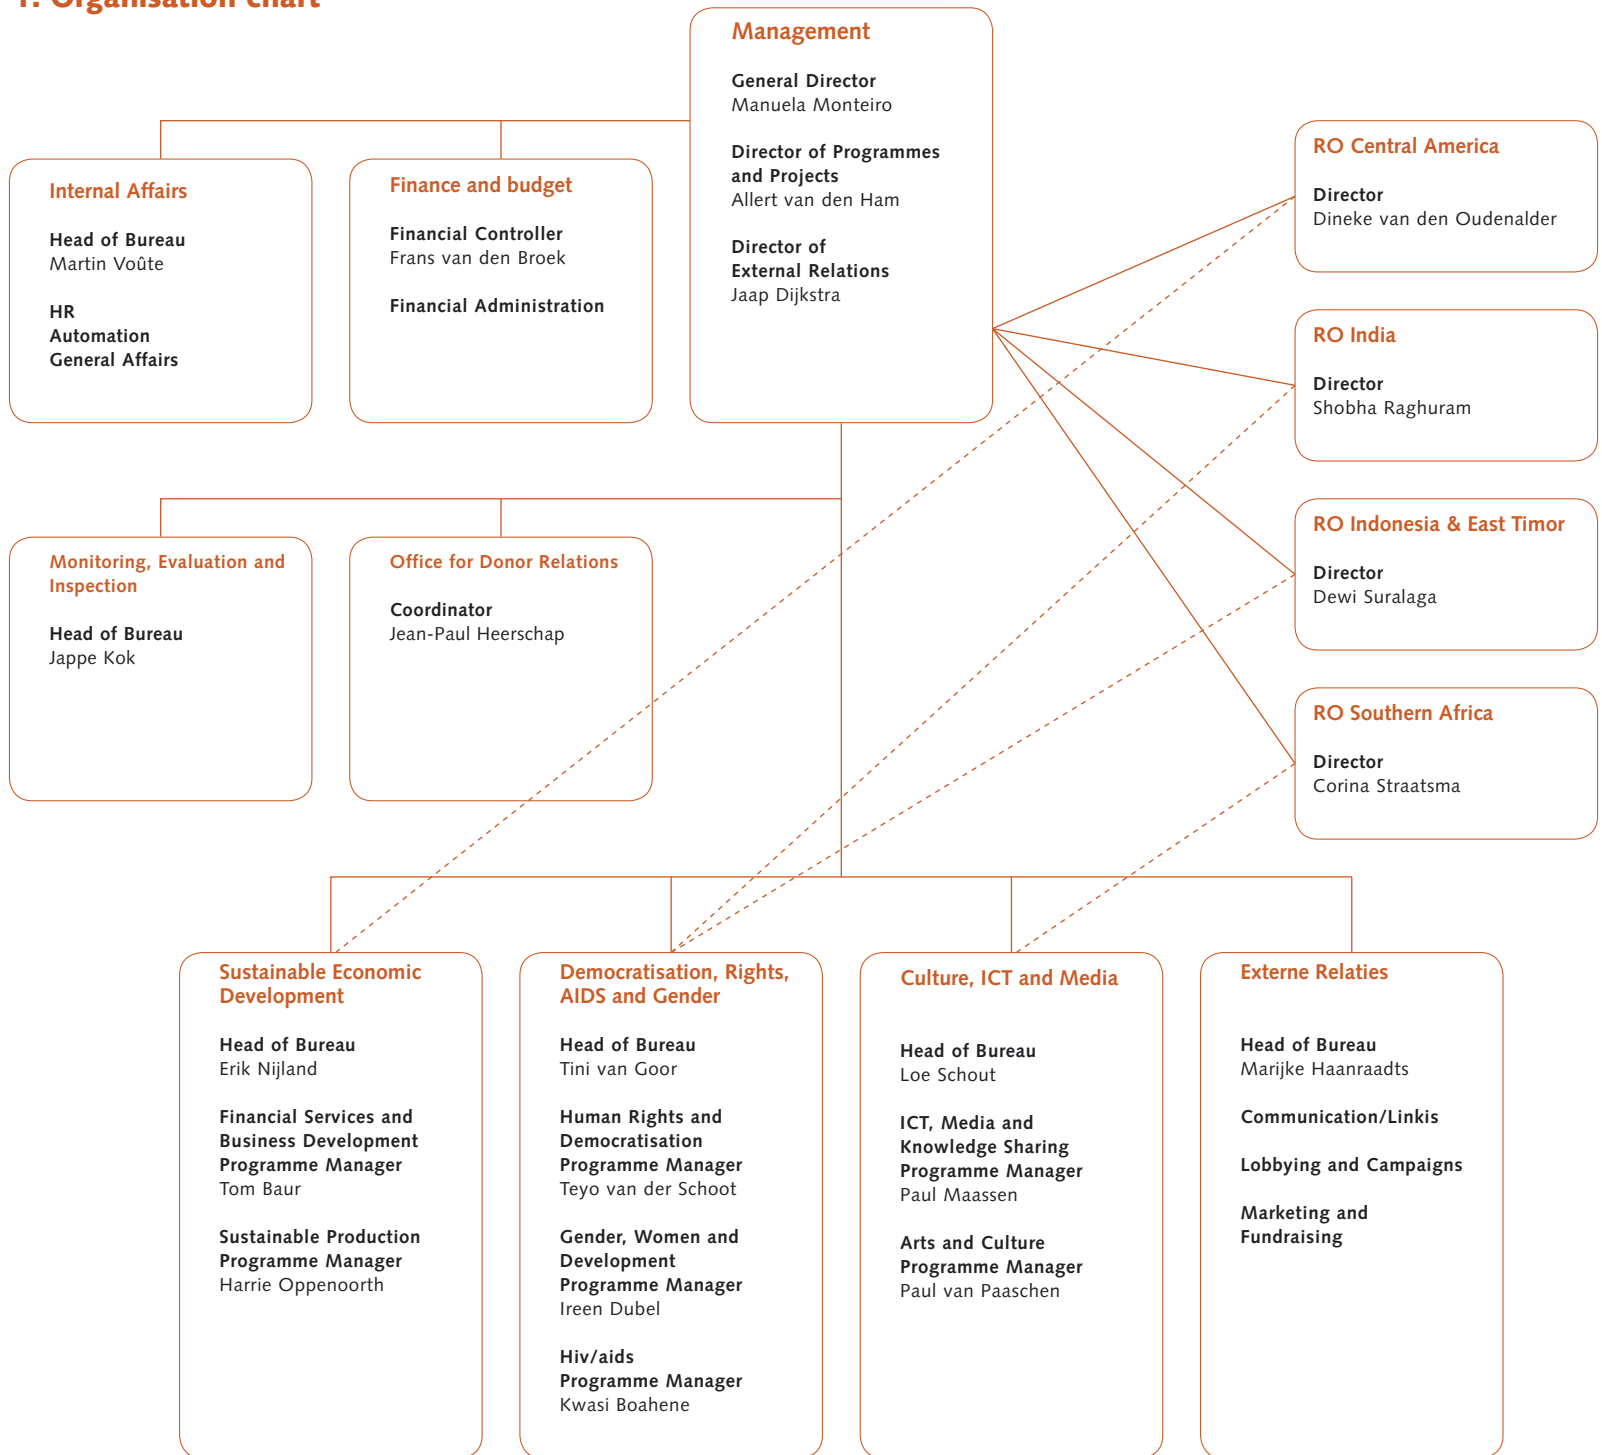 1. Organisation chart
Management
General Director
Manuela Monteiro
Director of Programmes
and Projects
Allert van den Ham
Director of
External Relations
Jaap Dijkstra
Internal Affairs
Head of Bureau
Martin Voûte
HR
Automation
General Affairs
Finance and budget
Financial Controller
Frans van den Broek
Financial Administration
RO Central America
Director
Dineke van den Oudenalder
RO India
Director
Shobha Raghuram
RO Indonesia & East Timor
Director
Dewi Suralaga
RO Southern Africa
Director
Corina Straatsma
Monitoring, Evaluation and
Inspection
Head of Bureau
Jappe Kok
Office for Donor Relations
Coordinator
Jean-Paul Heerschap
Sustainable Economic
Development
Head of Bureau
Erik Nijland
Financial Services and
Business Development
Programme Manager
Tom Baur
Sustainable Production
Programme Manager
Harrie Oppenoorth
Democratisation, Rights,
AIDS and Gender
Head of Bureau
Tini van Goor
Human Rights and
Democratisation
Programme Manager
Teyo van der Schoot
Gender, Women and
Development
Programme Manager
Ireen Dubel
Hiv/aids
Programme Manager
Kwasi Boahene
Culture, ICT and Media
Head of Bureau
Loe Schout
ICT, Media and
Knowledge Sharing
Programme Manager
Paul Maassen
Arts and Culture
Programme Manager
Paul van Paaschen
Externe Relaties
Head of Bureau
Marijke Haanraadts
Communication/Linkis
Lobbying and Campaigns
Marketing and
Fundraising